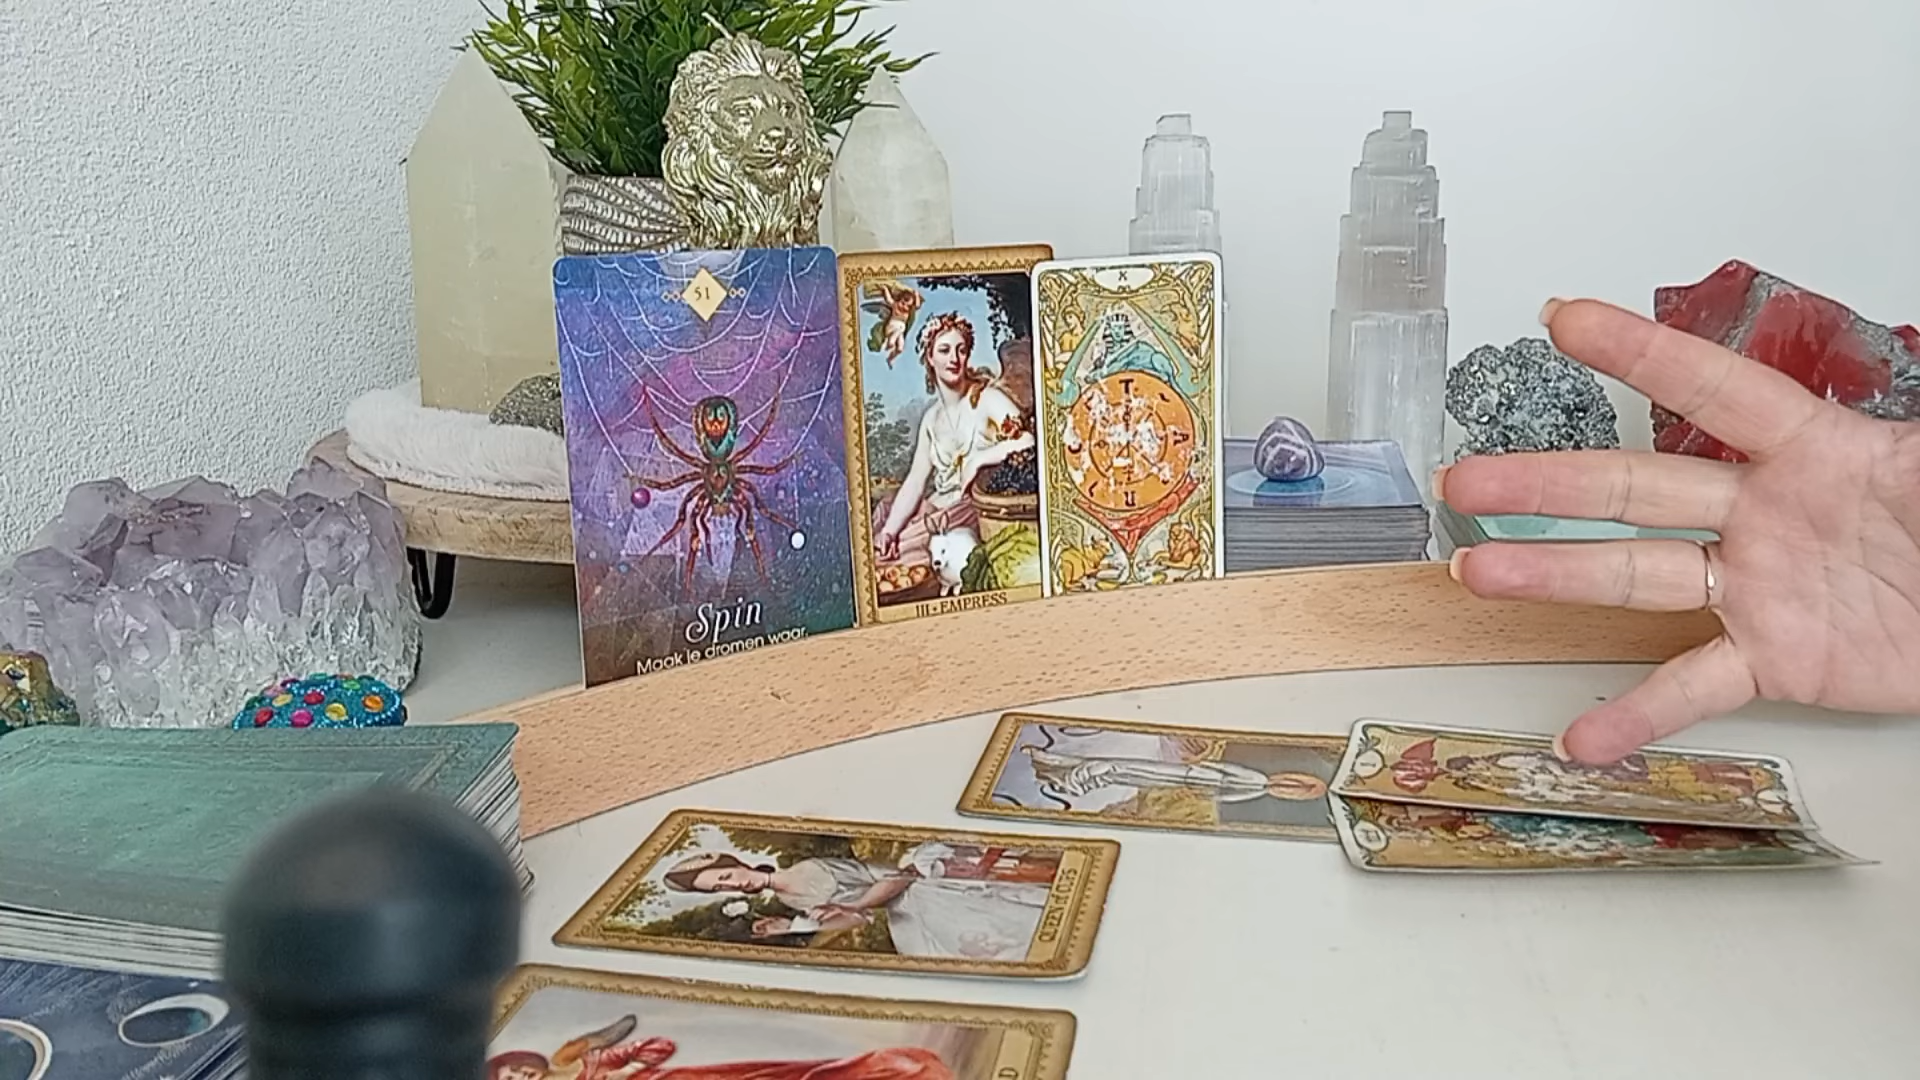 51
Spin
Maak je dromen waar.
III • EMPRESS
X
T
A
QUEEN of CUPS
D